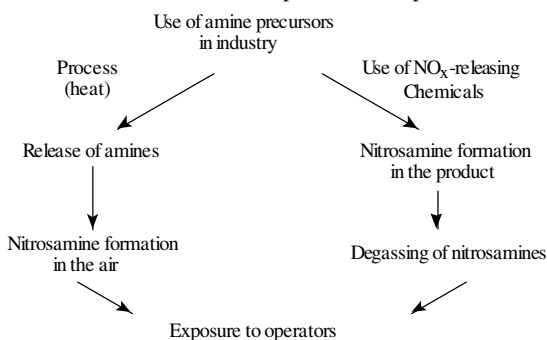 Use of amine precursors
in industry
Process
(heat)
Use of NOx-releasing
Chemicals
Release of amines
Nitrosamine formation
in the product
Nitrosamine formation
in the air
Degassing of nitrosamines
Exposure to operators